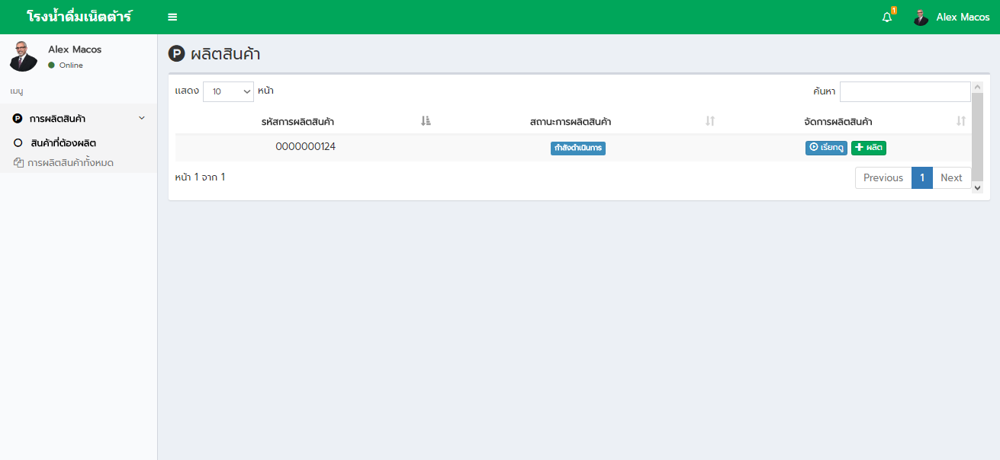 โรงน้ำดื่มเน็ตต้าร์
1
Alex Macos
Alex Macos
Online
เมนู
การผลิตสินค้า
สินค้าที่ต้องผลิต
การผลิตสินค้าทั้งหมด
P ผลิตสินค้า
แสดง 10 หน้า
ค้นหา
รหัสการผลิตสินค้า สถานะการผลิตสินค้า จัดการผลิตสินค้า
0000000124 กำลังดำเนินการ เรียกดู ผลิต
หน้า 1 จาก 1
Previous 1 Next